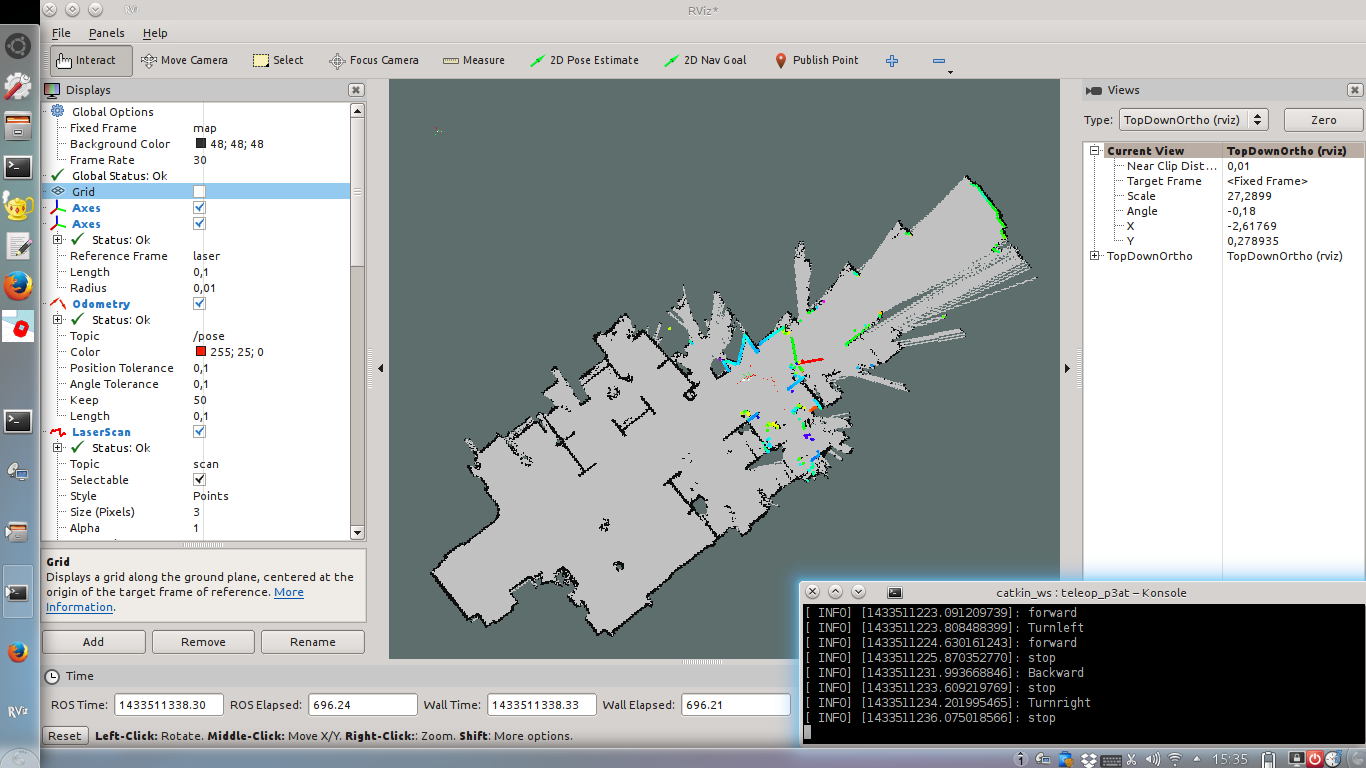 RViz*
File Panels Help
Interact Move Camera Select Focus Camera Measure 2D Pose Estimate 2D Nav Goal Publish Point
Displays
Global Options
Fixed Frame map
Background Color 48; 48; 48
Frame Rate 30
Global Status: Ok
Grid
Axes
Axes
Status: Ok
Reference Frame laser
Length 0,1
Radius 0,01
Odometry
Status: Ok
Topic /pose
Color 255; 25; 0
Position Tolerance 0,1
Angle Tolerance 0,1
Keep 50
Length 0,1
LaserScan
Status: Ok
Topic scan
Selectable
Style Points
Size (Pixels) 3
Alpha 1
Grid
Displays a grid along the ground plane, centered at the
origin of the target frame of reference. More
Information.
Add Remove Rename
Views
Type: TopDownOrtho (rviz) Zero
Current View TopDownOrtho (rviz)
Near Clip Dist... 0,01
Target Frame <Fixed Frame>
Scale 27,2899
Angle -0,18
X -2,61769
Y 0,278935
TopDownOrtho TopDownOrtho (rviz)
catkin_ws : teleop_p3at – Konsole
[ INFO] [1433511223.091209739]: forward
[ INFO] [1433511223.808488399]: Turnleft
[ INFO] [1433511224.630161243]: forward
[ INFO] [1433511225.870352770]: stop
[ INFO] [1433511231.993668846]: Backward
[ INFO] [1433511233.609219769]: stop
[ INFO] [1433511234.201995465]: Turnright
[ INFO] [1433511236.075018566]: stop
Time
ROS Time: 1433511338.30 ROS Elapsed: 696.24 Wall Time: 1433511338.33 Wall Elapsed: 696.21
Reset Left-Click: Rotate. Middle-Click: Move X/Y. Right-Click:: Zoom. Shift: More options.
RViz
1
15:35